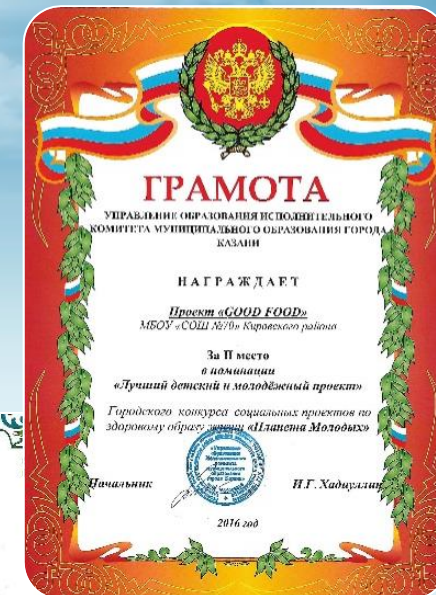 ГРАМОТА
УПРАВЛЕНИЕ ОБРАЗОВАНИЯ ИСПОЛНИТЕЛЬНОГО
КОМИТЕТА МУНИЦИПАЛЬНОГО ОБРАЗОВАНИЯ ГОРОДА
КАЗАНИ
НАГРАЖДАЕТ
Проект «GOOD FOOD»
МБОУ «СОШ №70» Кировского района
За II место
в номинации
«Лучший детский и молодёжный проект»
Городского конкурса социальных проектов по
здоровому образу жизни «Планета Молодых»
Начальник И.Г. Хадиуллин
2016 год